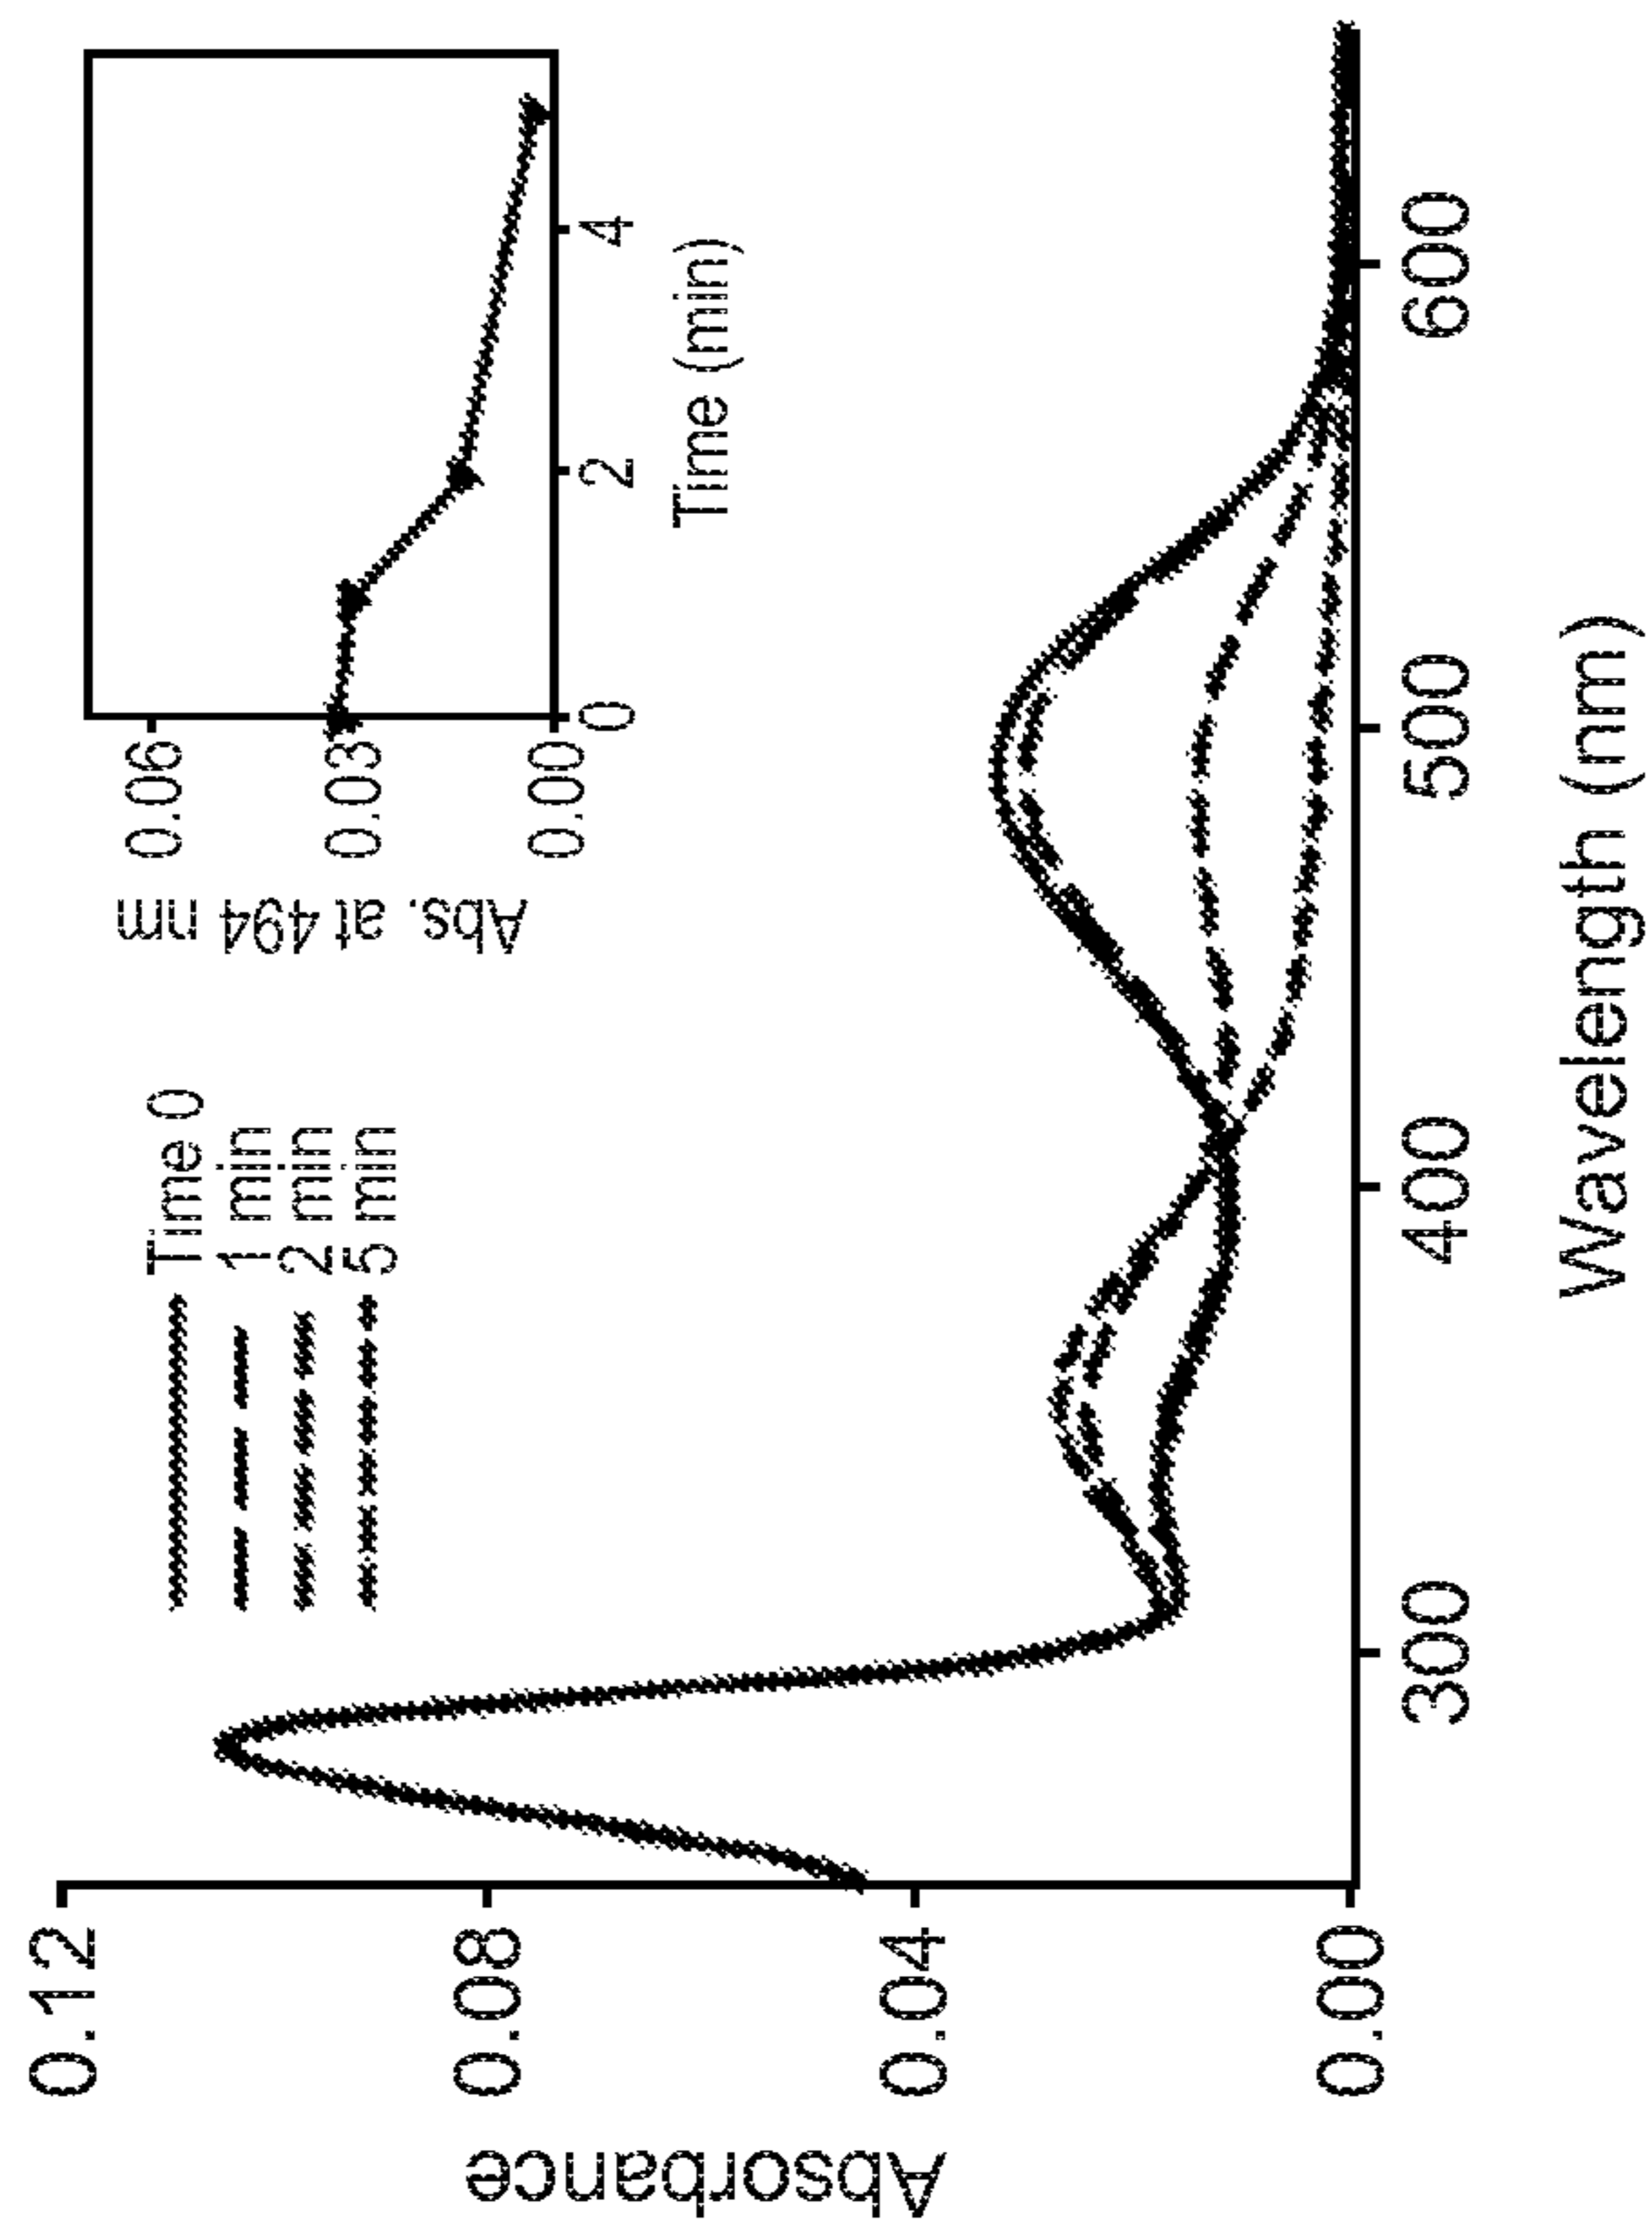 Absorbance
0.12
0.08
0.04
0.00
300
400
500
600
Wavelength (nm)
Time 0
1 min
2 min
5 min
Abs. at 494 nm
0.06
0.03
0.00
0
2
4
Time (min)